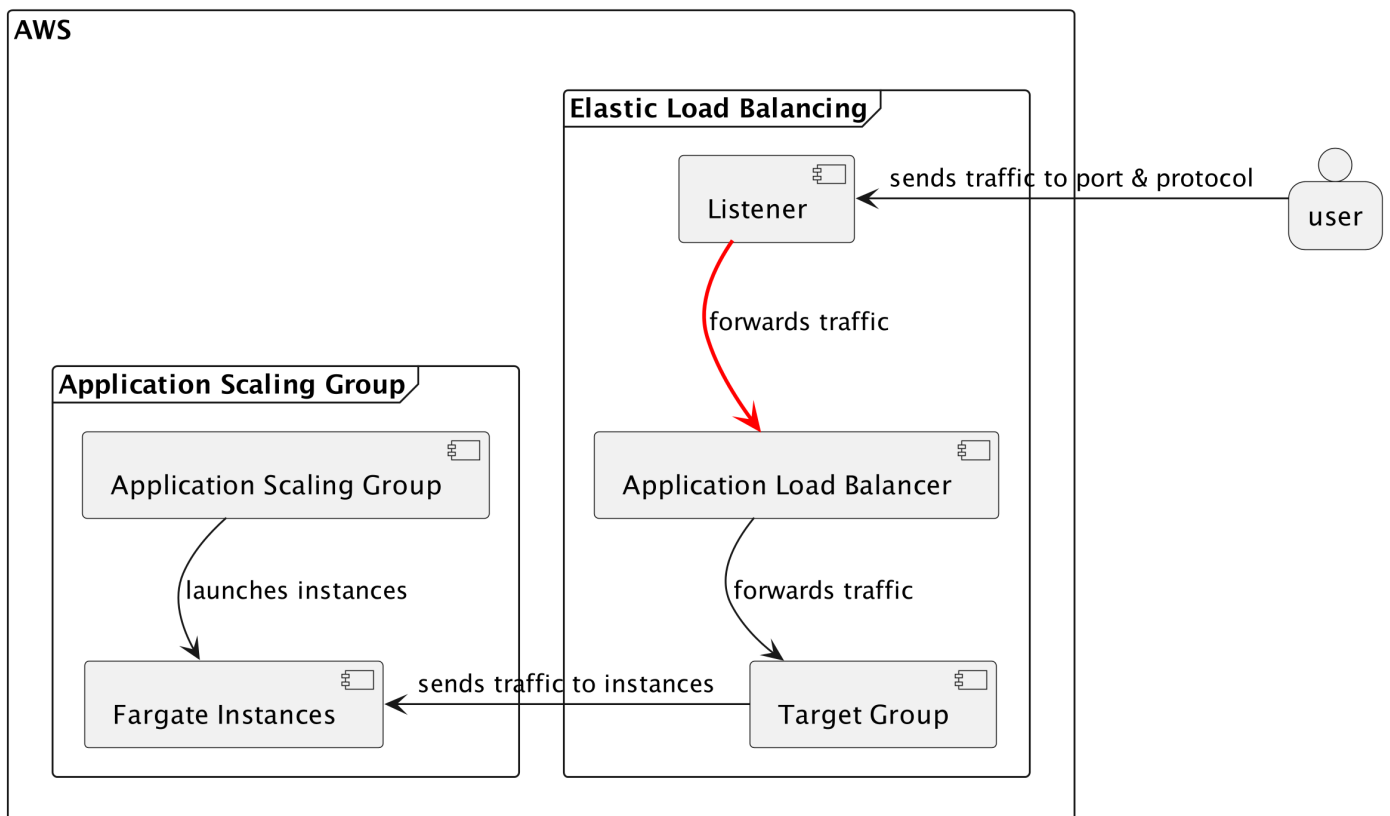 AWS
Elastic Load Balancing
Listener
sends traffic to port & protocol
user
forwards traffic
Application Scaling Group
Application Scaling Group
Application Load Balancer
launches instances
forwards traffic
Fargate Instances
sends traffic to instances
Target Group